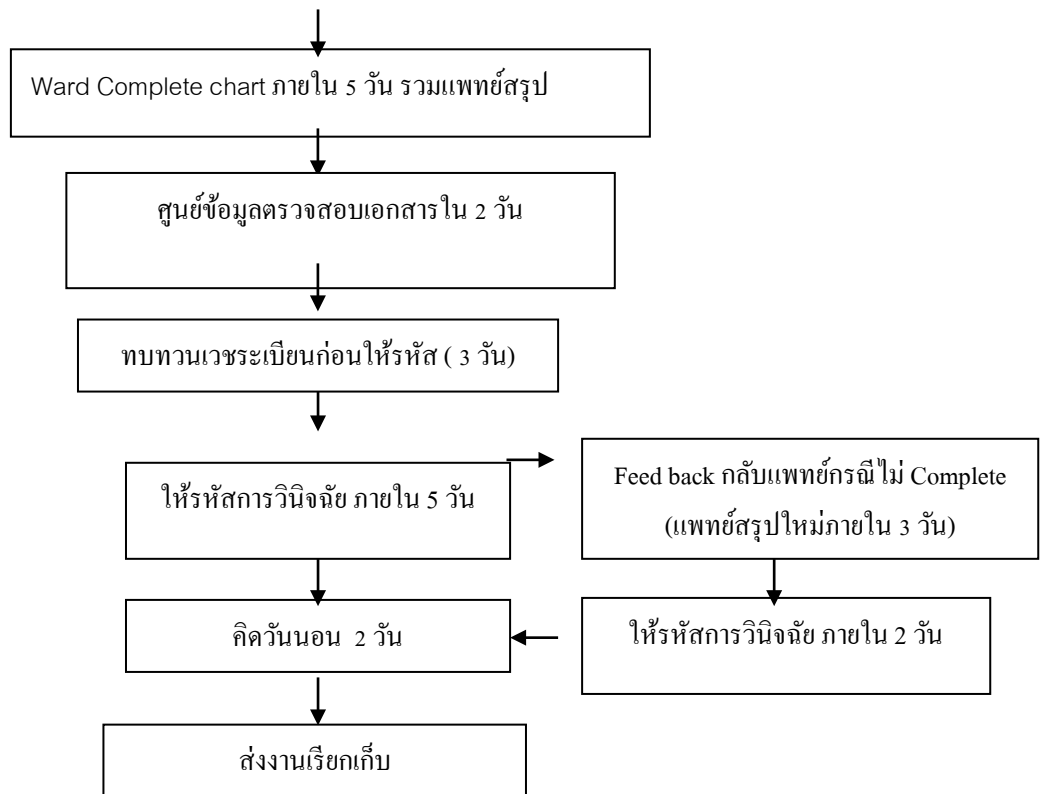 Ward Complete chart ภายใน 5 วัน รวมแพทย์สรุป
ศูนย์ข้อมูลตรวจสอบเอกสารใน 2 วัน
ทบทวนเวชระเบียนก่อนให้รหัส ( 3 วัน)
ให้รหัสการวินิจฉัย ภายใน 5 วัน
Feed back กลับแพทย์กรณีไม่ Complete
(แพทย์สรุปใหม่ภายใน 3 วัน)
คิดวันนอน 2 วัน
ให้รหัสการวินิจฉัย ภายใน 2 วัน
ส่งงานเรียกเก็บ